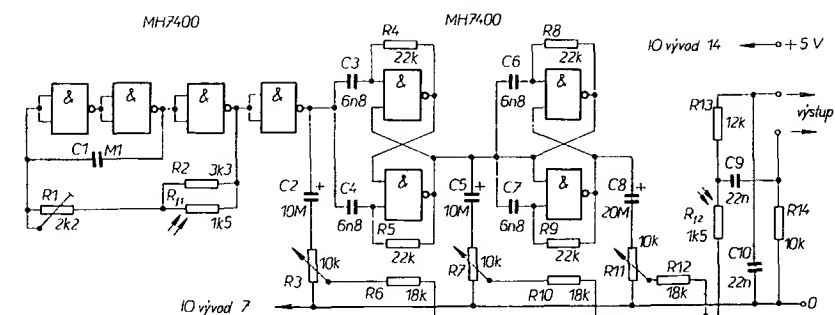 MH7400
MH7400
IO vývod 14
+5V
R4
22k
R8
22k
C3
6n8
C6
6n8
&
&
&
&
&
&
&
&
R13
12k
výstup
C1
M1
R2
3k3
R1
2k2
1k5
C2
+
10M
C4
6n8
R5
22k
C5
+
10M
C7
6n8
R9
22k
C8
+
20M
C9
22n
1k5
R14
10k
C10
22n
R3
10k
R6
18k
R7
10k
R10
18k
R11
10k
R12
18k
IO vývod 7
0